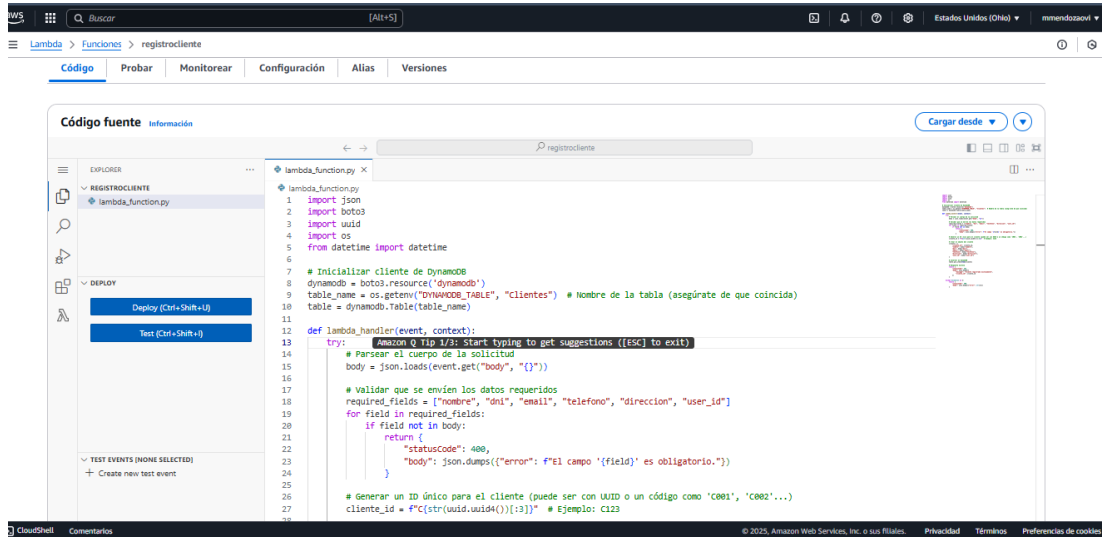 aws
Buscar
[Alt+S]
Estados Unidos (Ohio) ▼
mmendozaovi ▼
Lambda > Funciones > registrocliente
Código
Probar
Monitorear
Configuración
Alias
Versiones
Código fuente Información
Cargar desde ▼
registrocliente
EXPLORER
REGISTROCLIENTE
lambda_function.py
DEPLOY
Deploy (Ctrl+Shift+U)
Test (Ctrl+Shift+I)
TEST EVENTS [NONE SELECTED]
+ Create new test event
lambda_function.py ×
lambda_function.py
1 import json
2 import boto3
3 import uuid
4 import os
5 from datetime import datetime
6
7 # Inicializar cliente de DynamoDB
8 dynamodb = boto3.resource('dynamodb')
9 table_name = os.getenv("DYNAMODB_TABLE", "Clientes")  # Nombre de la tabla (asegúrate de que coincida)
10 table = dynamodb.Table(table_name)
11
12 def lambda_handler(event, context):
13     try: Amazon Q Tip 1/3: Start typing to get suggestions ([ESC] to exit)
14         # Parsear el cuerpo de la solicitud
15         body = json.loads(event.get("body", "{}"))
16
17         # Validar que se envíen los datos requeridos
18         required_fields = ["nombre", "dni", "email", "telefono", "direccion", "user_id"]
19         for field in required_fields:
20             if field not in body:
21                 return {
22                     "statusCode": 400,
23                     "body": json.dumps({"error": f"El campo '{field}' es obligatorio."})
24                 }
25
26         # Generar un ID único para el cliente (puede ser con UUID o un código como 'C001', 'C002'...)
27         cliente_id = f"C{str(uuid.uuid4())[:3]}"  # Ejemplo: C123
28
CloudShell
Comentarios
© 2025, Amazon Web Services, Inc. o sus filiales.
Privacidad
Términos
Preferencias de cookies